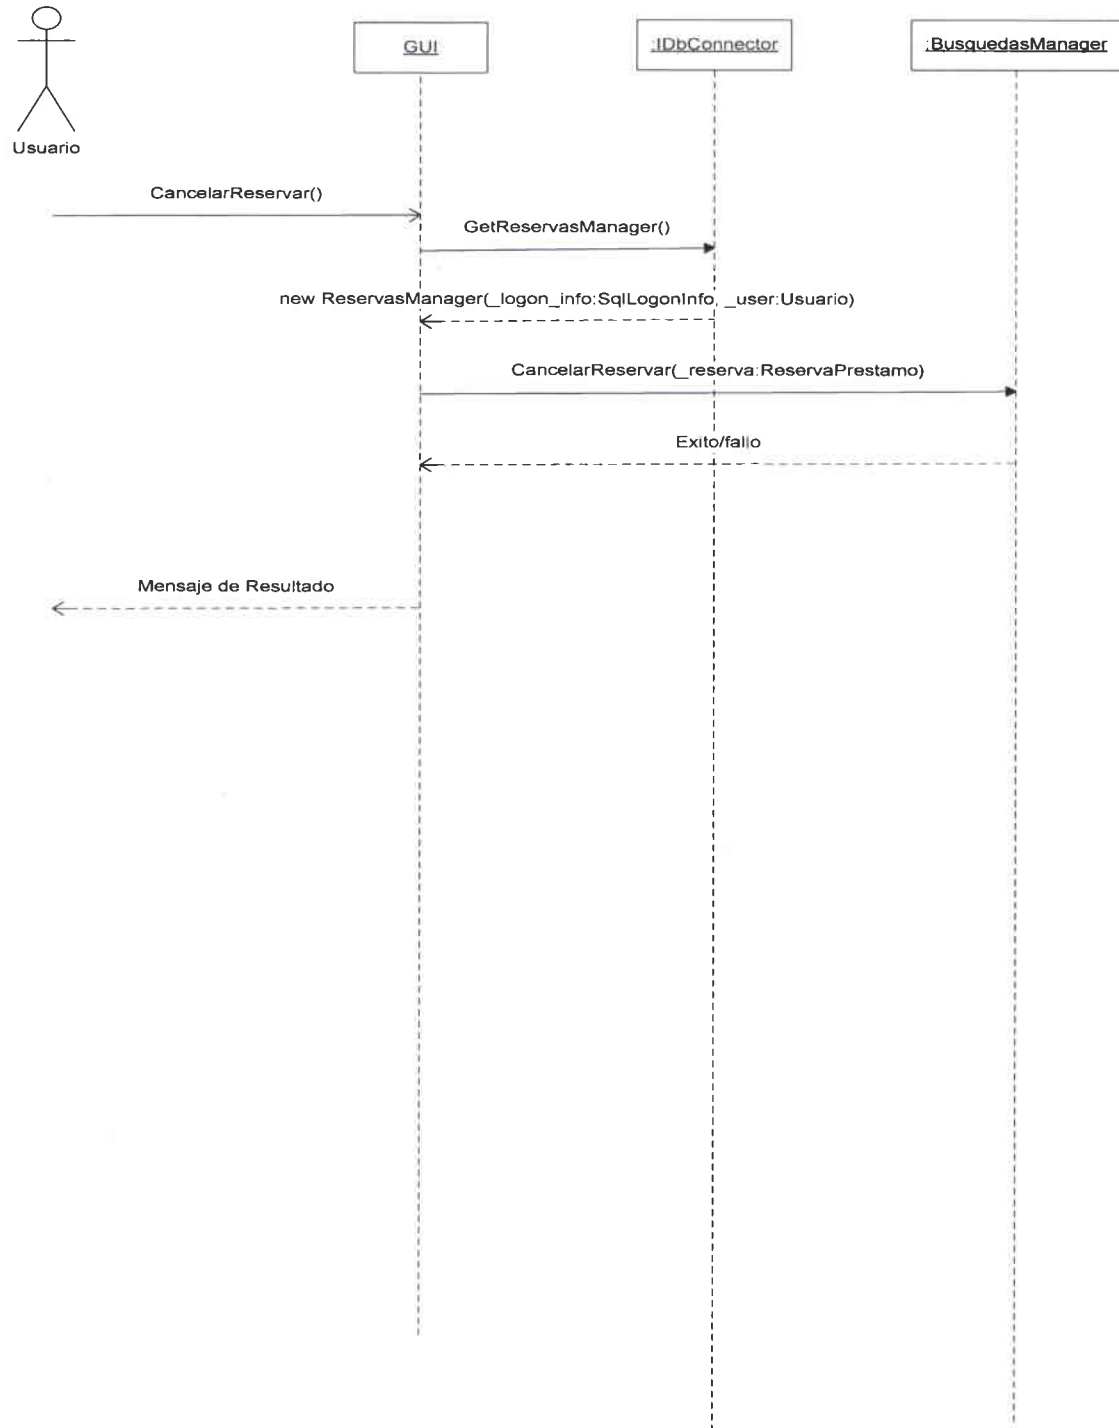 GUI
:IDbConnector
:BusquedasManager
Usuario
CancelarReservar()
GetReservasManager()
new ReservasManager(_logon_info:SqlLogonInfo, _user:Usuario)
CancelarReservar(_reserva:ReservaPrestamo)
Exito/fallo
Mensaje de Resultado